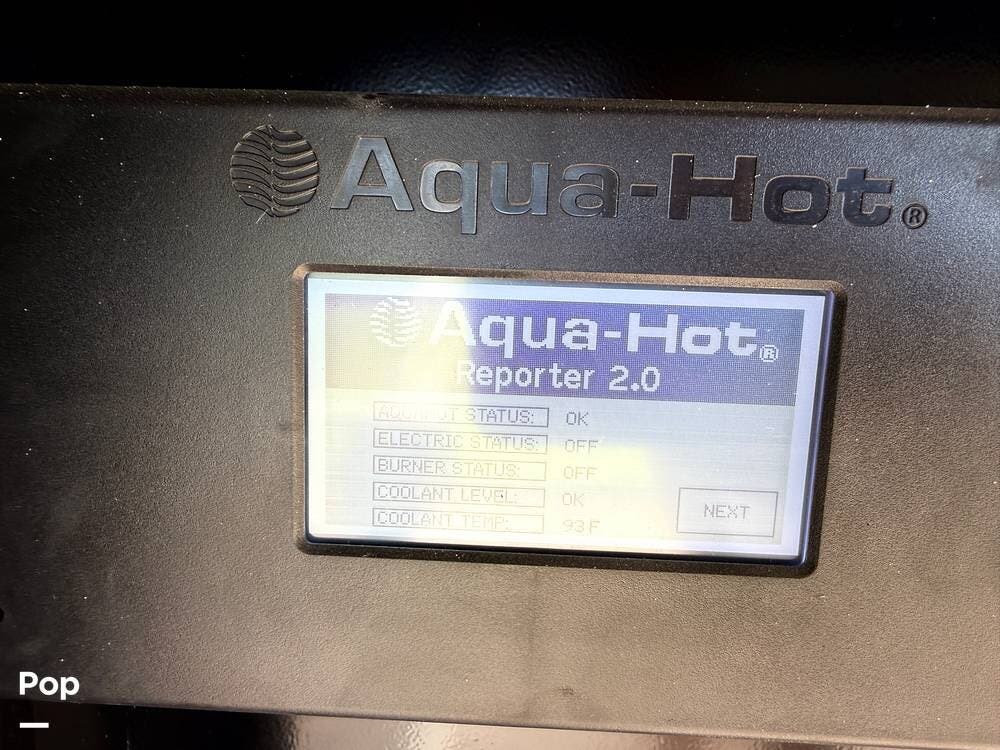 Aqua-Hot®
Aqua-Hot®
Reporter 2.0
AQUAHOT STATUS: OK
ELECTRIC STATUS: OFF
BURNER STATUS: OFF
COOLANT LEVEL: OK
COOLANT TEMP: 93 F
NEXT
Pop